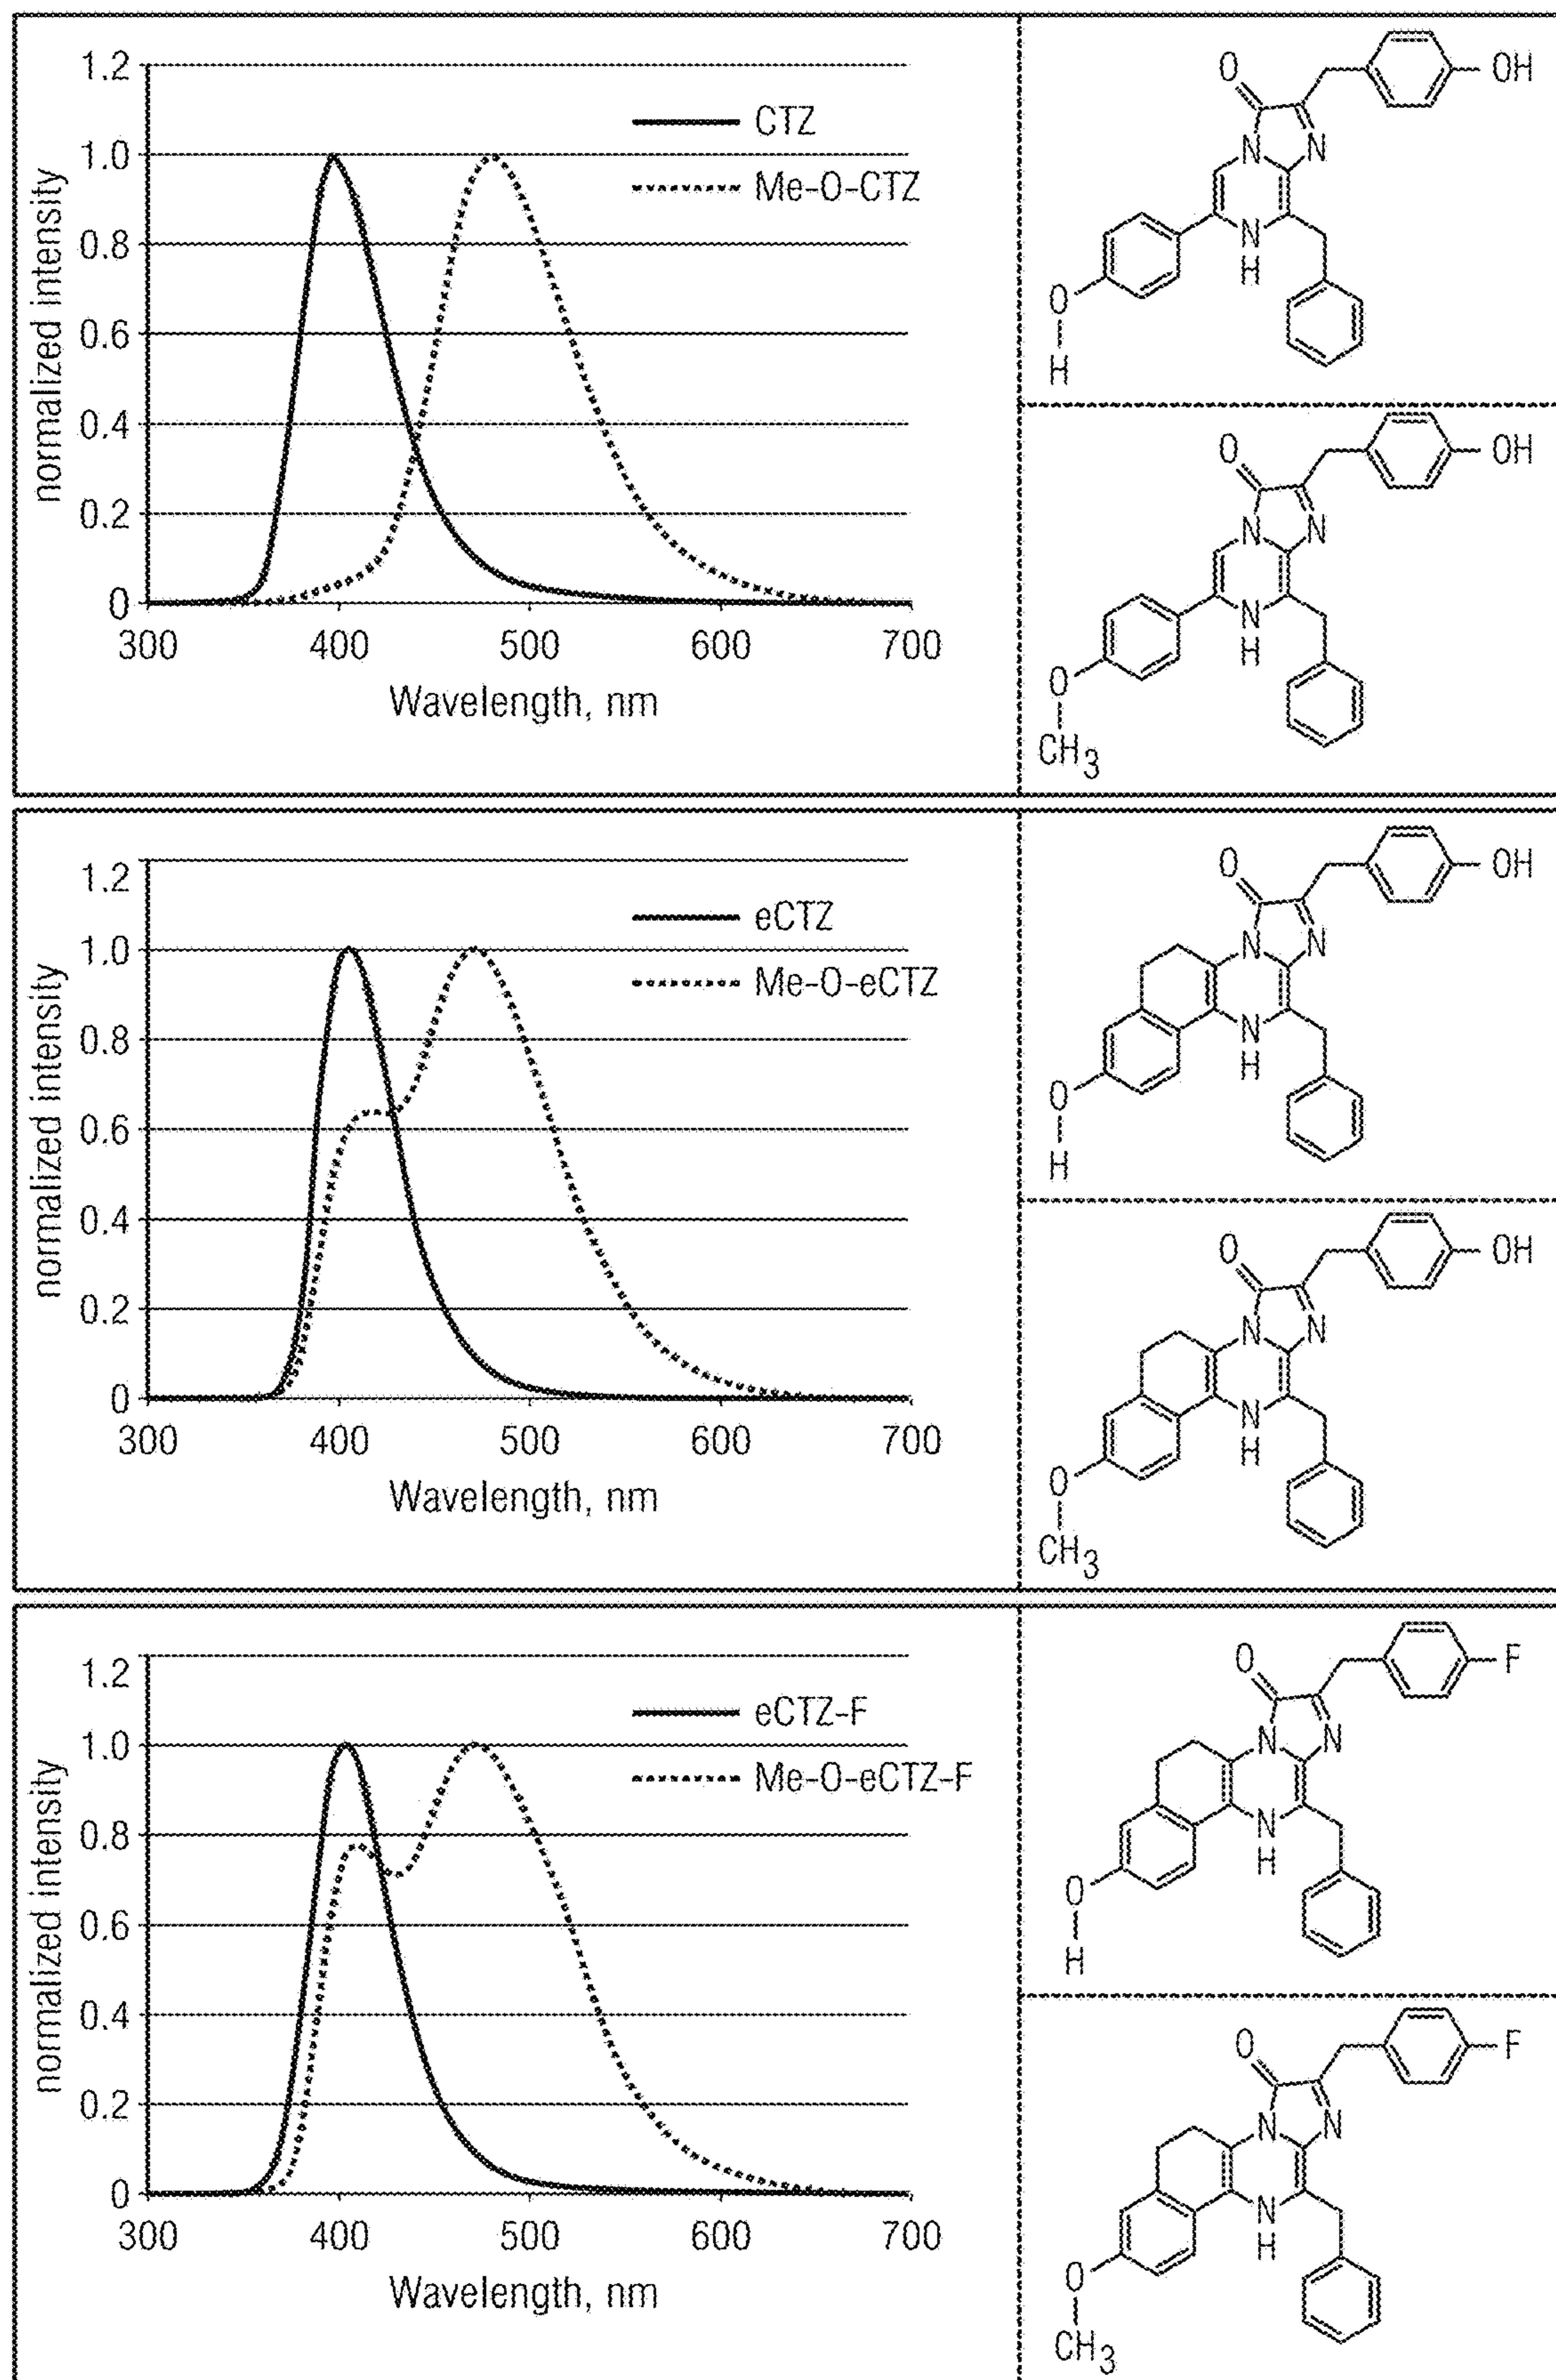 1.2
1.0
0.8
0.6
0.4
0.2
0
normalized intensity
CTZ
Me-O-CTZ
300 400 500 600 700
Wavelength, nm
O
OH
N
N
N
H
O
H
O
OH
N
N
N
H
O
CH3
1.2
1.0
0.8
0.6
0.4
0.2
0
normalized intensity
eCTZ
Me-O-eCTZ
300 400 500 600 700
Wavelength, nm
O
OH
N
N
N
H
O
H
O
OH
N
N
N
H
O
CH3
1.2
1.0
0.8
0.6
0.4
0.2
0
normalized intensity
eCTZ-F
Me-O-eCTZ-F
300 400 500 600 700
Wavelength, nm
O
F
N
N
N
H
O
H
O
F
N
N
N
H
O
CH3